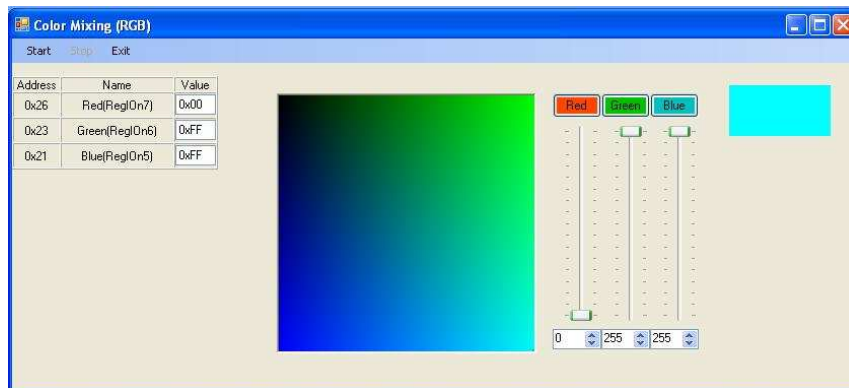 Color Mixing (RGB)
Start Stop Exit
Address Name Value
0x26 Red(RegIOn7) 0x00
0x23 Green(RegIOn6) 0xFF
0x21 Blue(RegIOn5) 0xFF
Red Green Blue
0 255 255